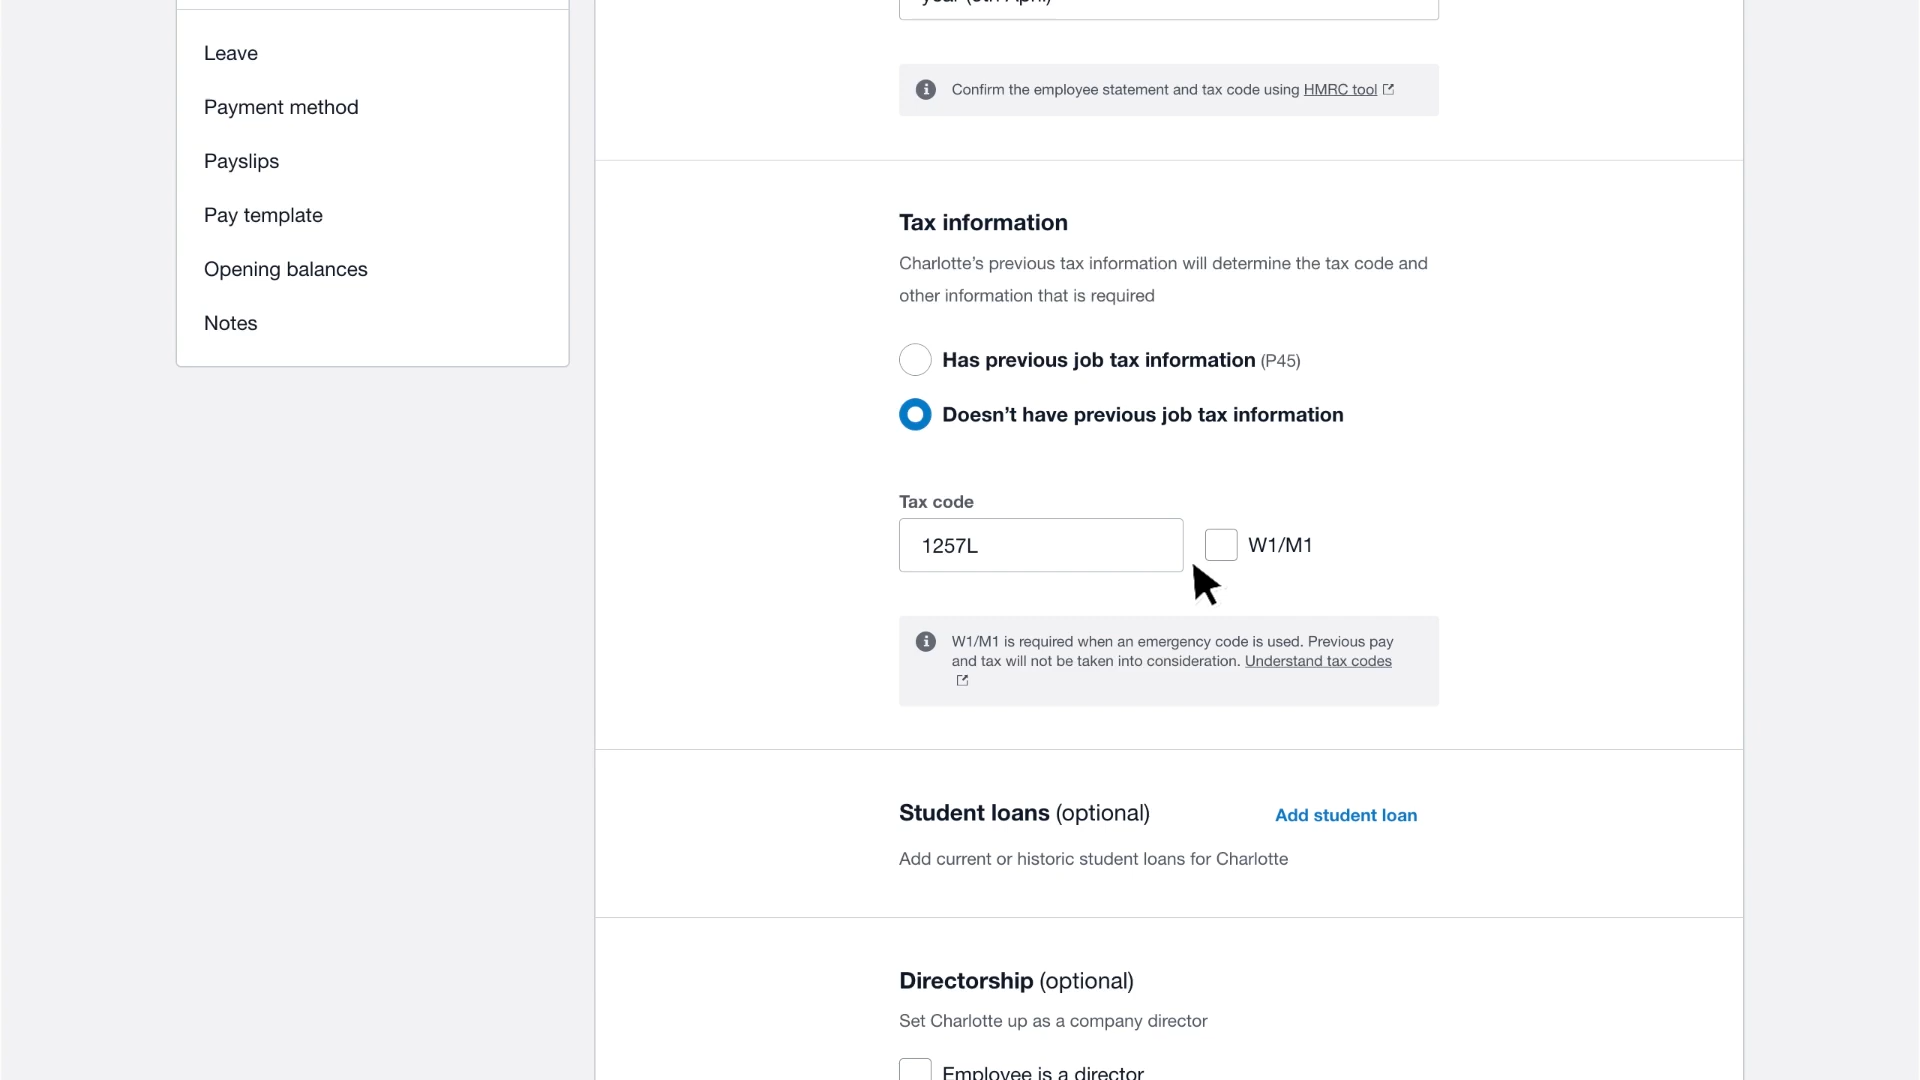 Leave
Payment method
Payslips
Pay template
Opening balances
Notes
Confirm the employee statement and tax code using HMRC tool
Tax information
Charlotte’s previous tax information will determine the tax code and
other information that is required
Has previous job tax information (P45)
Doesn’t have previous job tax information
Tax code
1257L
W1/M1
W1/M1 is required when an emergency code is used. Previous pay
and tax will not be taken into consideration. Understand tax codes
Student loans (optional)
Add student loan
Add current or historic student loans for Charlotte
Directorship (optional)
Set Charlotte up as a company director
Employee is a director